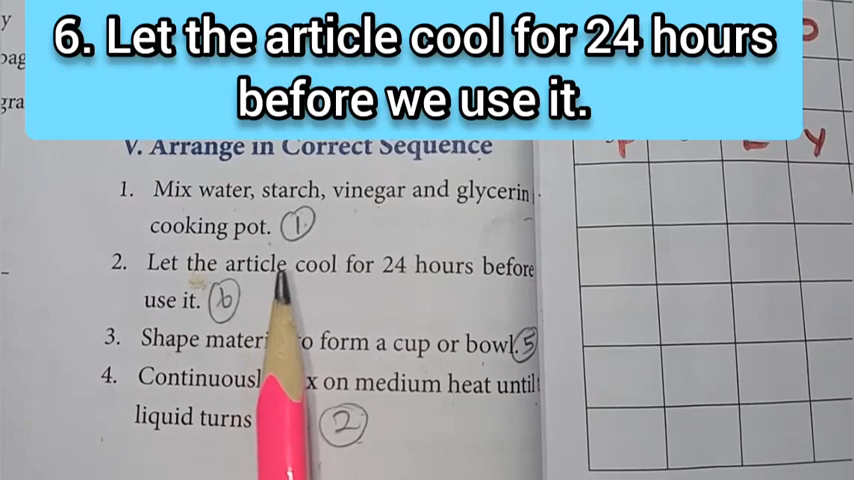 6. Let the article cool for 24 hours
before we use it.
y
pag
gra
V. Arrange in Correct Sequence
1. Mix water, starch, vinegar and glycerin
cooking pot. 1
2. Let the article cool for 24 hours before
use it. 6
3. Shape form a cup or bowl. 5
4. on medium heat until
liquid turns 2
P
Y